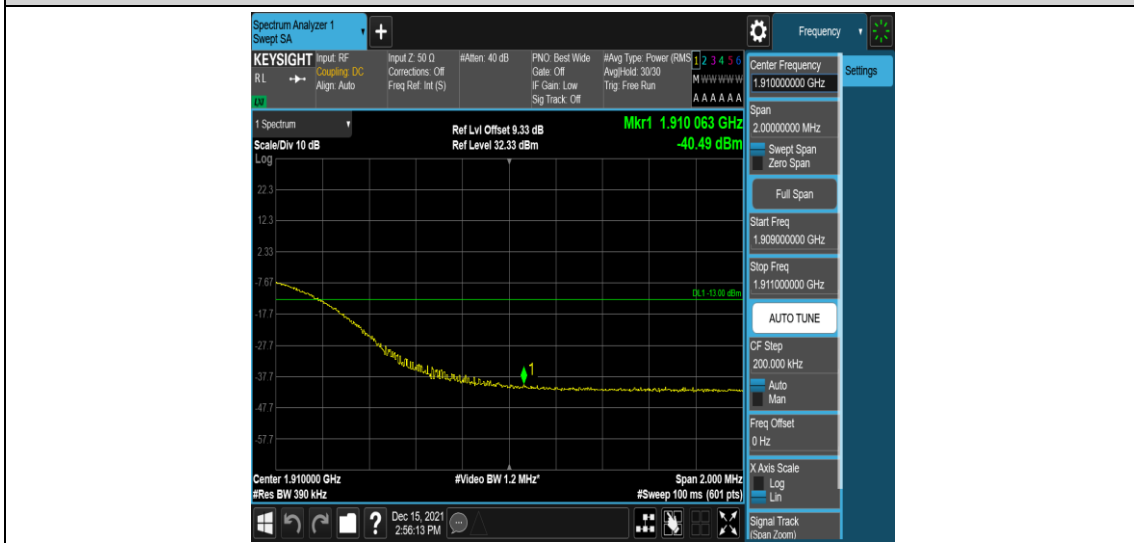 Spectrum Analyzer 1
Swept SA
+
Frequency
KEYSIGHT
RL
LXI
Input: RF
Coupling: DC
Align: Auto
Input Z: 50 Ω
Corrections: Off
Freq Ref: Int (S)
#Atten: 40 dB
PNO: Best Wide
Gate: Off
IF Gain: Low
Sig Track: Off
#Avg Type: Power (RMS
Avg|Hold: 30/30
Trig: Free Run
1 2 3 4 5 6
M W W W W W
A A A A A A
1 Spectrum
Scale/Div 10 dB
Ref Lvl Offset 9.33 dB
Ref Level 32.33 dBm
Mkr1 1.910 063 GHz
-40.49 dBm
Log
22.3
12.3
2.33
-7.67
-17.7
-27.7
-37.7
-47.7
-57.7
DL1 -13.00 dBm
1
Center 1.910000 GHz
#Res BW 390 kHz
#Video BW 1.2 MHz*
Span 2.000 MHz
#Sweep 100 ms (601 pts)
?
Dec 15, 2021
2:56:13 PM
Center Frequency
1.910000000 GHz
Settings
Span
2.00000000 MHz
Swept Span
Zero Span
Full Span
Start Freq
1.909000000 GHz
Stop Freq
1.911000000 GHz
AUTO TUNE
CF Step
200.000 kHz
Auto
Man
Freq Offset
0 Hz
X Axis Scale
Log
Lin
Signal Track
(Span Zoom)